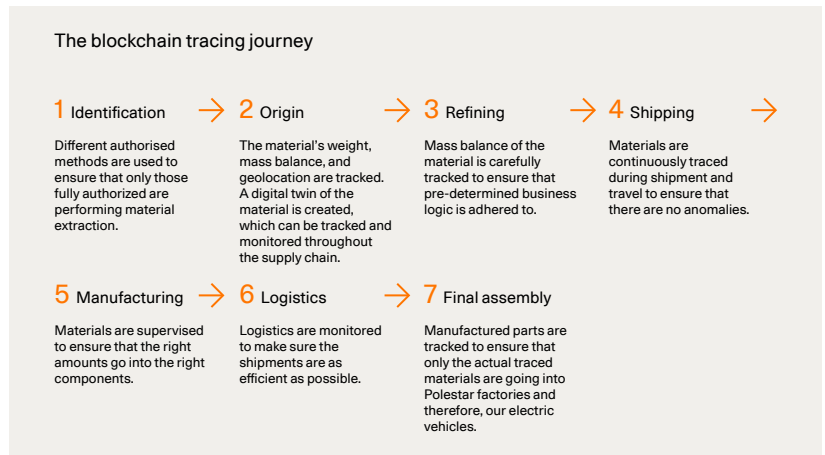 The blockchain tracing journey
1 Identification
Different authorised
methods are used to
ensure that only those
fully authorized are
performing material
extraction.
2 Origin
The material's weight,
mass balance, and
geolocation are tracked.
A digital twin of the
material is created,
which can be tracked and
monitored throughout
the supply chain.
3 Refining
Mass balance of the
material is carefully
tracked to ensure that
pre-determined business
logic is adhered to.
4 Shipping
Materials are
continuously traced
during shipment and
travel to ensure that
there are no anomalies.
5 Manufacturing
Materials are supervised
to ensure that the right
amounts go into the right
components.
6 Logistics
Logistics are monitored
to make sure the
shipments are as
efficient as possible.
7 Final assembly
Manufactured parts are
tracked to ensure that
only the actual traced
materials are going into
Polestar factories and
therefore, our electric
vehicles.